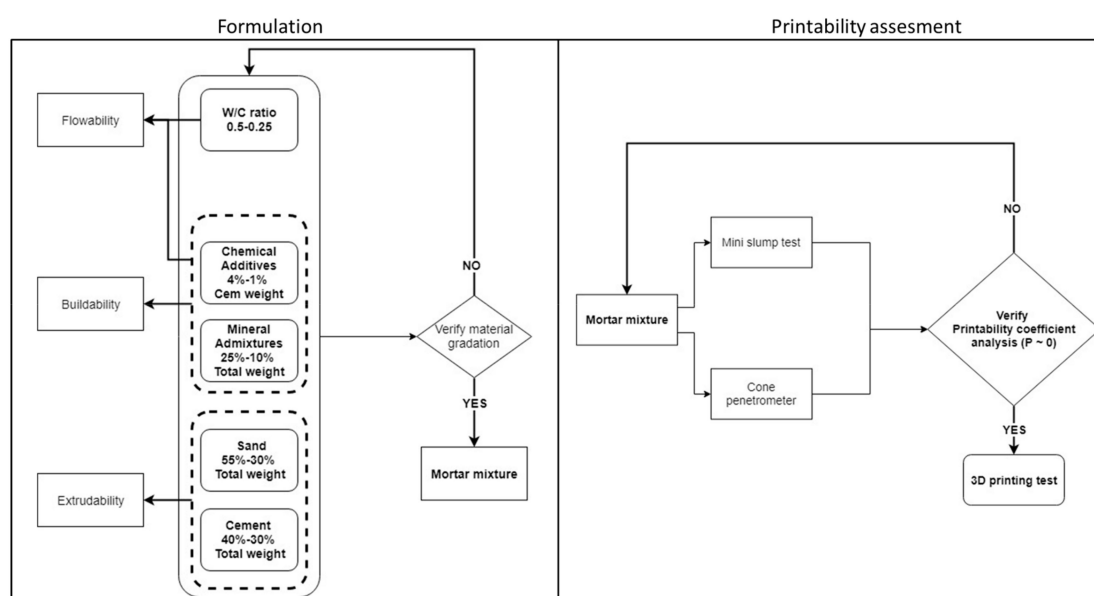 Formulation
Printability assesment
Flowability
W/C ratio
0.5-0.25
Buildability
Chemical
Additives
4%-1%
Cem weight
Mineral
Admixtures
25%-10%
Total weight
Extrudability
Sand
55%-30%
Total weight
Cement
40%-30%
Total weight
NO
Verify material
gradation
YES
Mortar mixture
Mortar mixture
Mini slump test
Cone
penetrometer
NO
Verify
Printability coefficient
analysis (P ~ 0)
YES
3D printing test